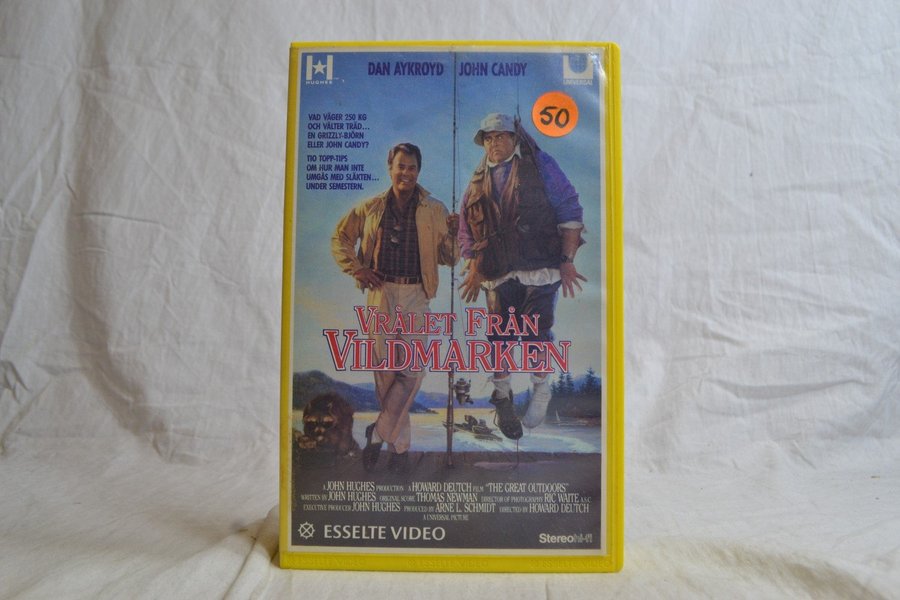 HUGHES
DAN AYKROYD JOHN CANDY
UNIVERSAL
50
VAD VÄGER 250 KG
OCH VÄLTER TRÄD...
EN GRIZZLY-BJÖRN
ELLER JOHN CANDY?
TIO TOPP-TIPS
OM HUR MAN INTE
UMGÅS MED SLÄKTEN...
UNDER SEMESTERN.
VRÅLET FRÅN
VILDMARKEN
A JOHN HUGHES PRODUCTION A HOWARD DEUTCH FILM "THE GREAT OUTDOORS"
WRITTEN BY JOHN HUGHES ORIGINAL SCORE THOMAS NEWMAN DIRECTOR OF PHOTOGRAPHY RIC WAITE A.S.C.
EXECUTIVE PRODUCER JOHN HUGHES PRODUCED BY ARNE L. SCHMIDT DIRECTED BY HOWARD DEUTCH
A UNIVERSAL PICTURE
ESSELTE VIDEO
Stereo hi-fi